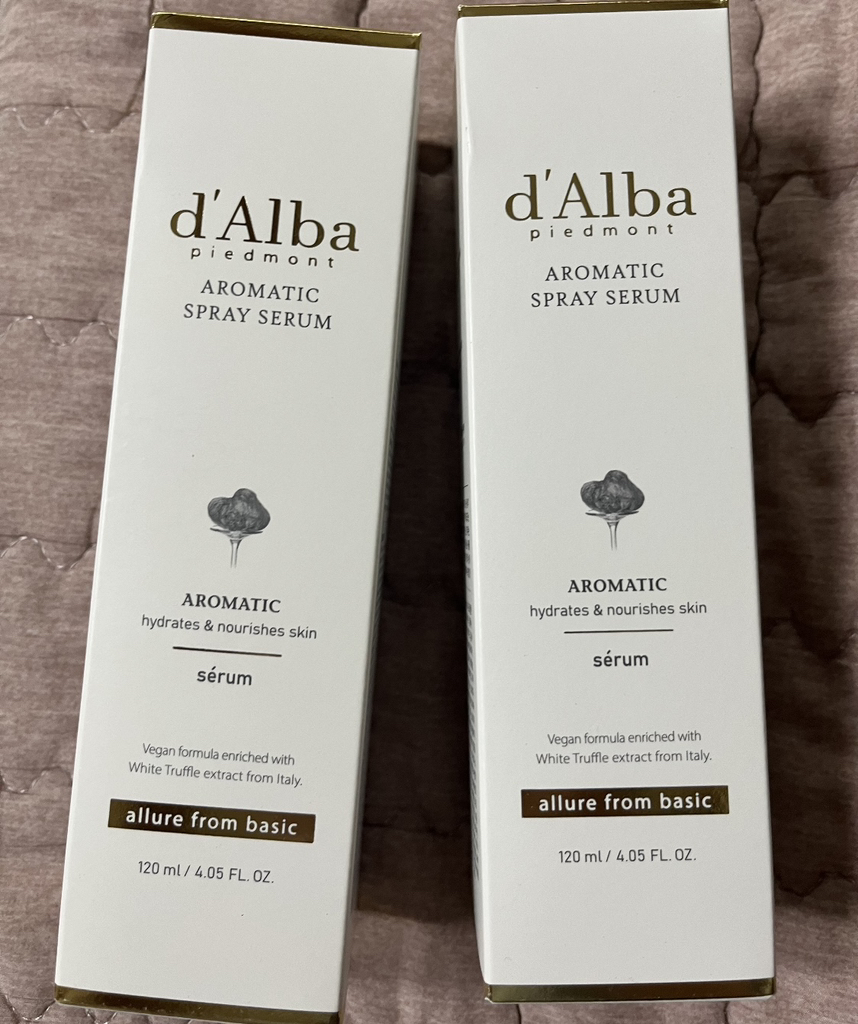 d'Alba
piedmont
AROMATIC
SPRAY SERUM
AROMATIC
hydrates & nourishes skin
sérum
Vegan formula enriched with
White Truffle extract from Italy.
allure from basic
120 ml / 4.05 FL. OZ.
d'Alba
piedmont
AROMATIC
SPRAY SERUM
AROMATIC
hydrates & nourishes skin
sérum
Vegan formula enriched with
White Truffle extract from Italy.
allure from basic
120 ml / 4.05 FL. OZ.